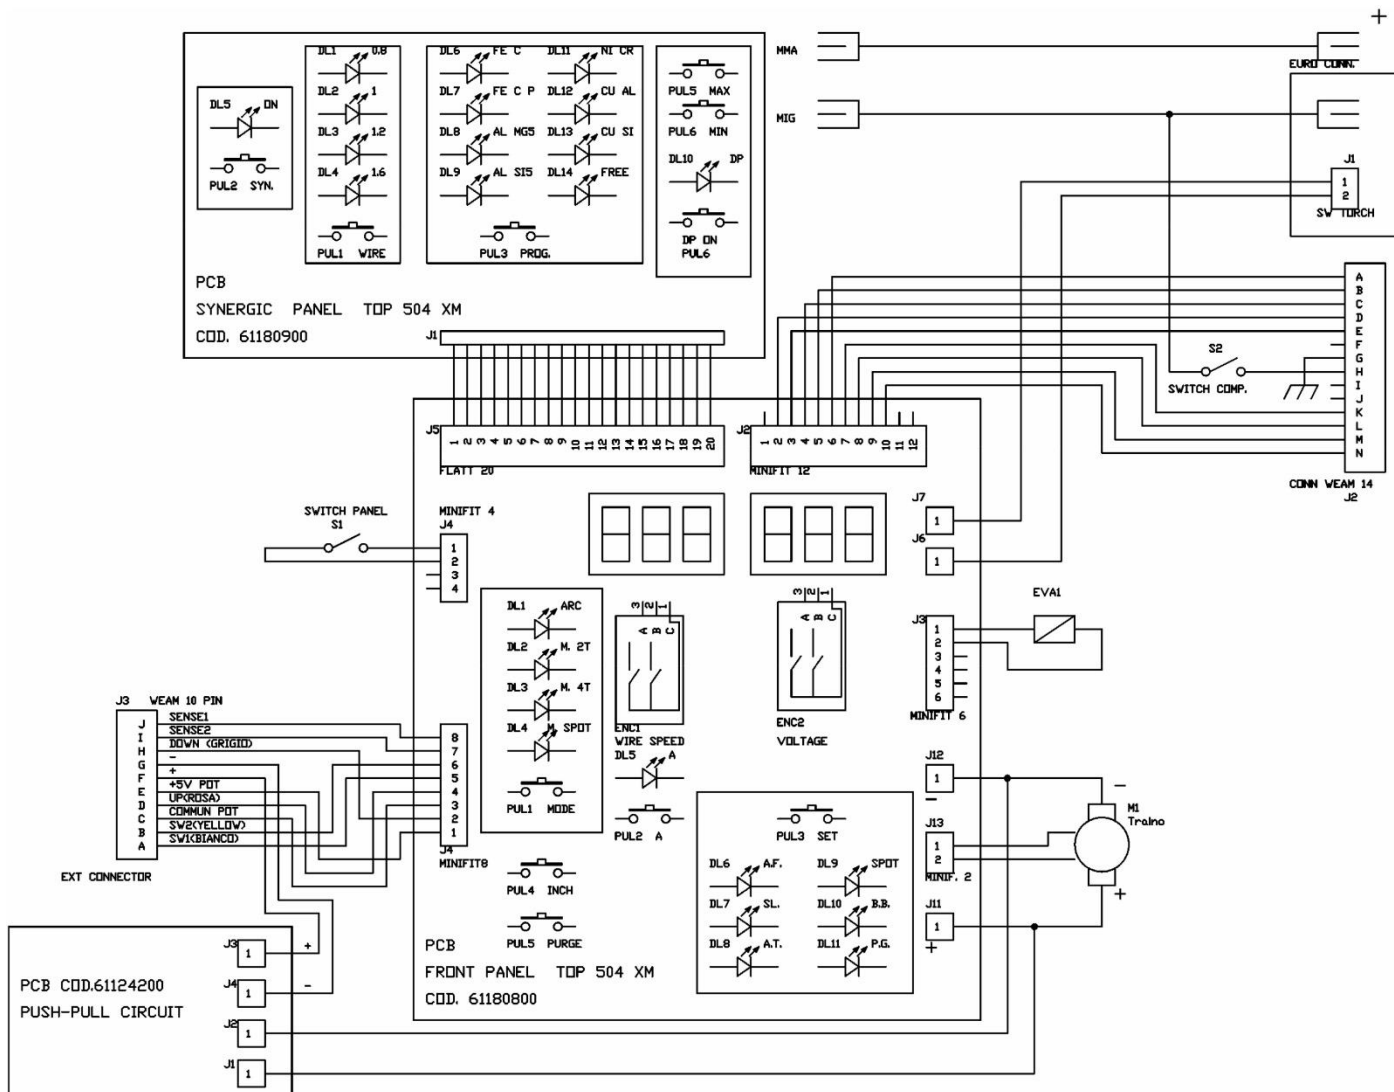 +
MMA
EURO CONN.
MIG
J1
1
2
SW TORCH
DL5 ON
PUL2 SYN.
DL1 0.8
DL2 1
DL3 1.2
DL4 1.6
PUL1 WIRE
DL6 FE C
DL7 FE C P
DL8 AL MG5
DL9 AL SI5
DL11 NI CR
DL12 CU AL
DL13 CU SI
DL14 FREE
PUL3 PROG.
PUL5 MAX
PUL6 MIN
DL10 DP
DP ON
PUL6
PCB
SYNERGIC PANEL TOP 504 XM
COD. 61180900
J1
A
B
C
D
E
F
G
H
I
J
K
L
M
N
CONN WEAM 14
J2
S2
SWITCH COMP.
J5
1 2 3 4 5 6 7 8 9 10 11 12 13 14 15 16 17 18 19 20
FLATT 20
J2
1 2 3 4 5 6 7 8 9 10 11 12
MINIFIT 12
SWITCH PANEL
S1
MINIFIT 4
J4
1
2
3
4
J7
1
J6
1
EVA1
J3
1
2
3
4
5
6
MINIFIT 6
DL1 ARC
DL2 M. 2T
DL3 M. 4T
DL4 M. SPOT
PUL1 MODE
3 2 1
A B C
ENC1
WIRE SPEED
DL5 A
PUL2 A
3 2 1
A B C
ENC2
VOLTAGE
J3 WEAM 10 PIN
J SENSE1
I SENSE2
H DOWN (GRIGIO)
G -
F +
E +5V POT
D UP(ROSA)
C COMMUN POT
B SW2(YELLOW)
A SW1(BIANCO)
EXT CONNECTOR
8
7
6
5
4
3
2
1
J4
MINIFIT8
PUL4 INCH
PUL5 PURGE
PUL3 SET
DL6 A.F.
DL7 SL.
DL8 A.T.
DL9 SPOT
DL10 B.B.
DL11 P.G.
J12
1
-
J13
1
2
MINIF. 2
J11
1
+
-
M1
Traino
+
PCB
FRONT PANEL TOP 504 XM
COD. 61180800
PCB COD.61124200
PUSH-PULL CIRCUIT
J3 1 +
J4 1 -
J2 1
J1 1